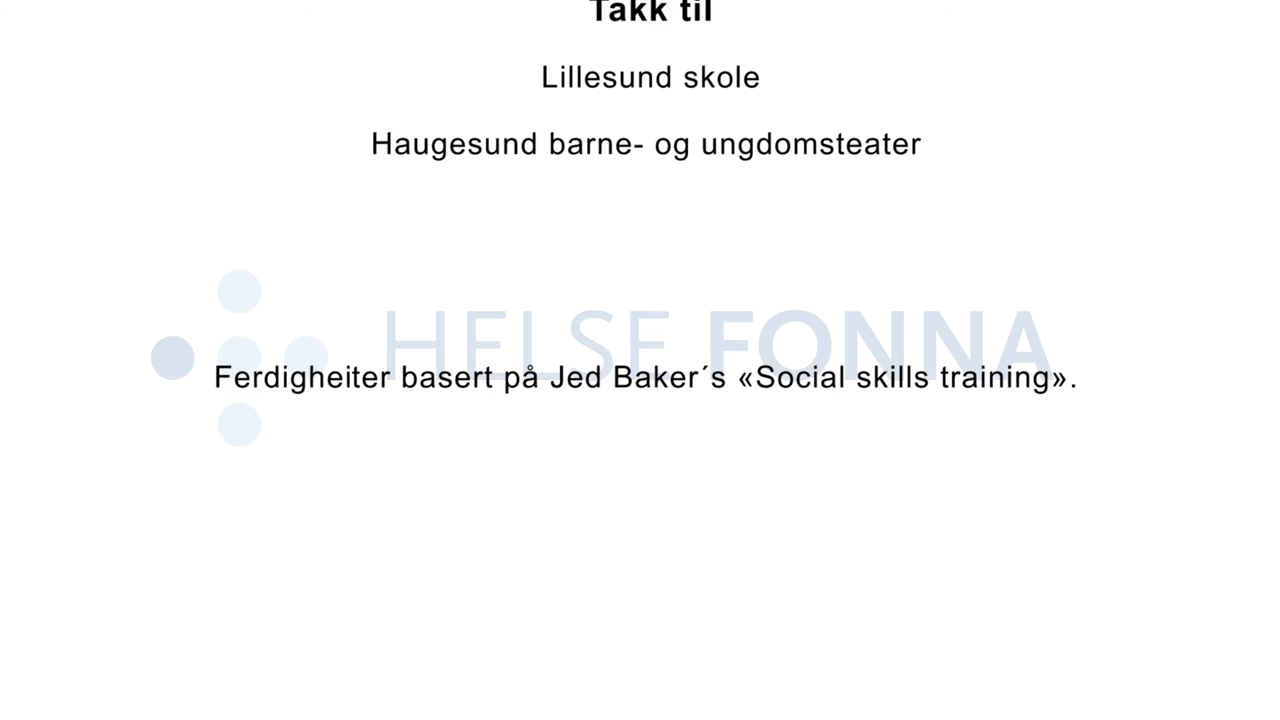 Takk til
Lillesund skole
Haugesund barne- og ungdomsteater
HELSE FONNA
Ferdigheiter basert på Jed Baker´s «Social skills training».